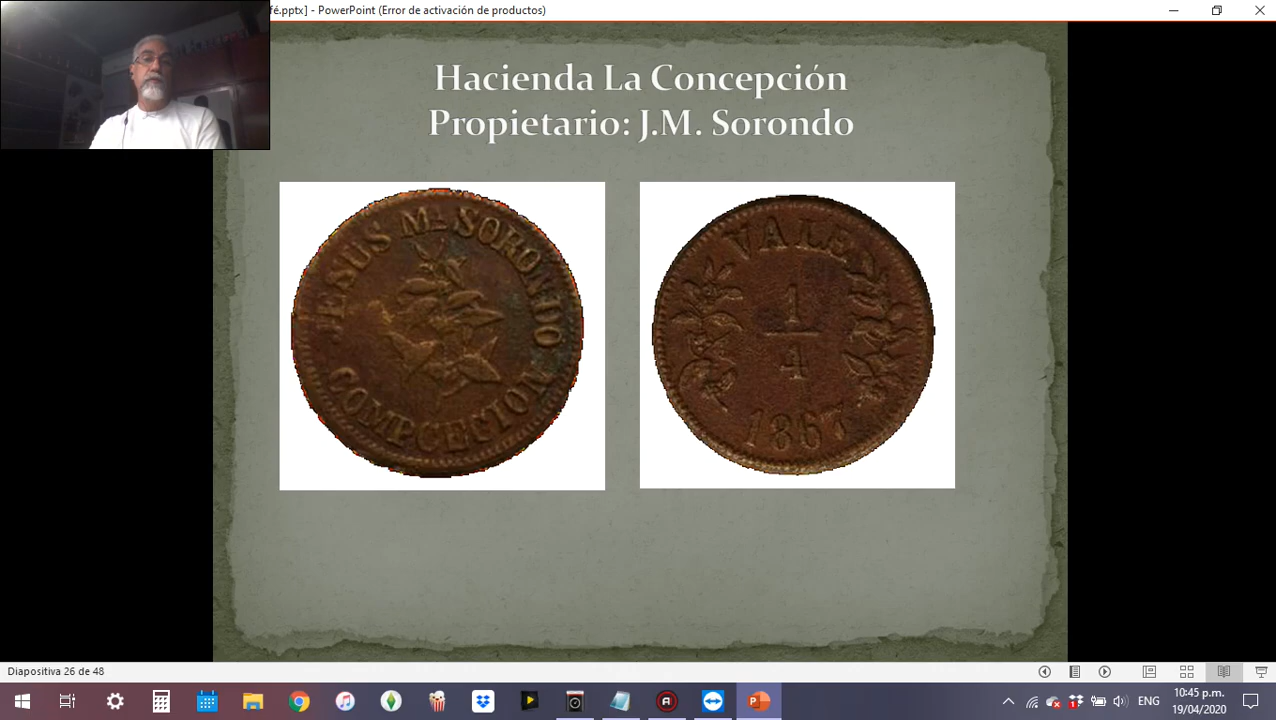 fé.pptx] - PowerPoint (Error de activación de productos)
Hacienda La Concepción
Propietario: J.M. Sorondo
JESUS Mª SORONDO
COMPCECION
VALE
1
4
1867
Diapositiva 26 de 48
ENG
10:45 p.m.
19/04/2020